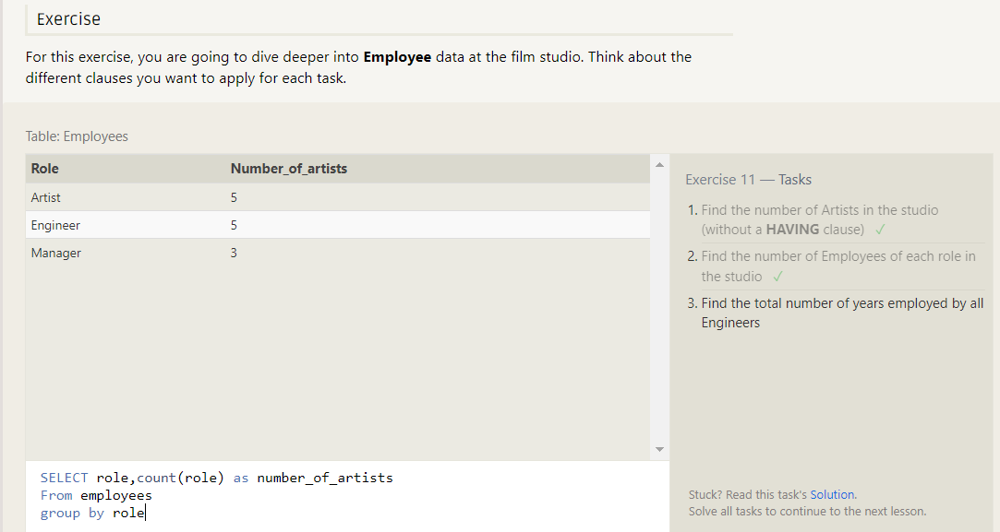 Exercise
For this exercise, you are going to dive deeper into Employee data at the film studio. Think about the
different clauses you want to apply for each task.
Table: Employees
Role Number_of_artists
Artist 5
Engineer 5
Manager 3
SELECT role,count(role) as number_of_artists
From employees
group by role
Exercise 11 — Tasks
1. Find the number of Artists in the studio
(without a HAVING clause) ✓
2. Find the number of Employees of each role in
the studio ✓
3. Find the total number of years employed by all
Engineers
Stuck? Read this task's Solution.
Solve all tasks to continue to the next lesson.